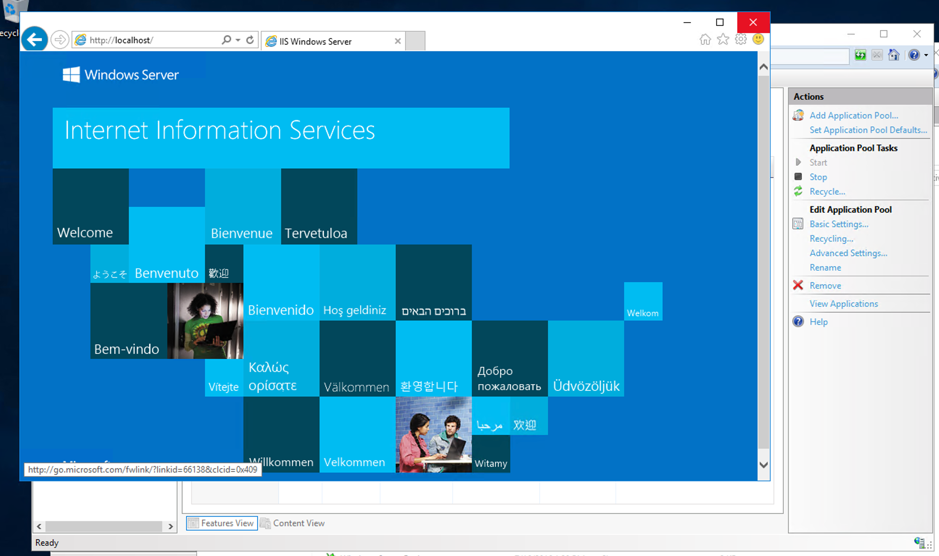 http://localhost/
IIS Windows Server
Windows Server
Internet Information Services
Welcome
Bienvenue
Tervetuloa
ようこそ
Benvenuto
歡迎
Bienvenido
Hoş geldiniz
ברוכים הבאים
Welkom
Bem-vindo
Vítejte
Καλώς
ορίσατε
Välkommen
환영합니다
Добро
пожаловать
Üdvözöljük
مرحبا
欢迎
Willkommen
Velkommen
Witamy
http://go.microsoft.com/fwlink/?linkid=66138&clcid=0x409
Actions
Add Application Pool...
Set Application Pool Defaults...
Application Pool Tasks
Start
Stop
Recycle...
Edit Application Pool
Basic Settings...
Recycling...
Advanced Settings...
Rename
Remove
View Applications
Help
Features View
Content View
Ready